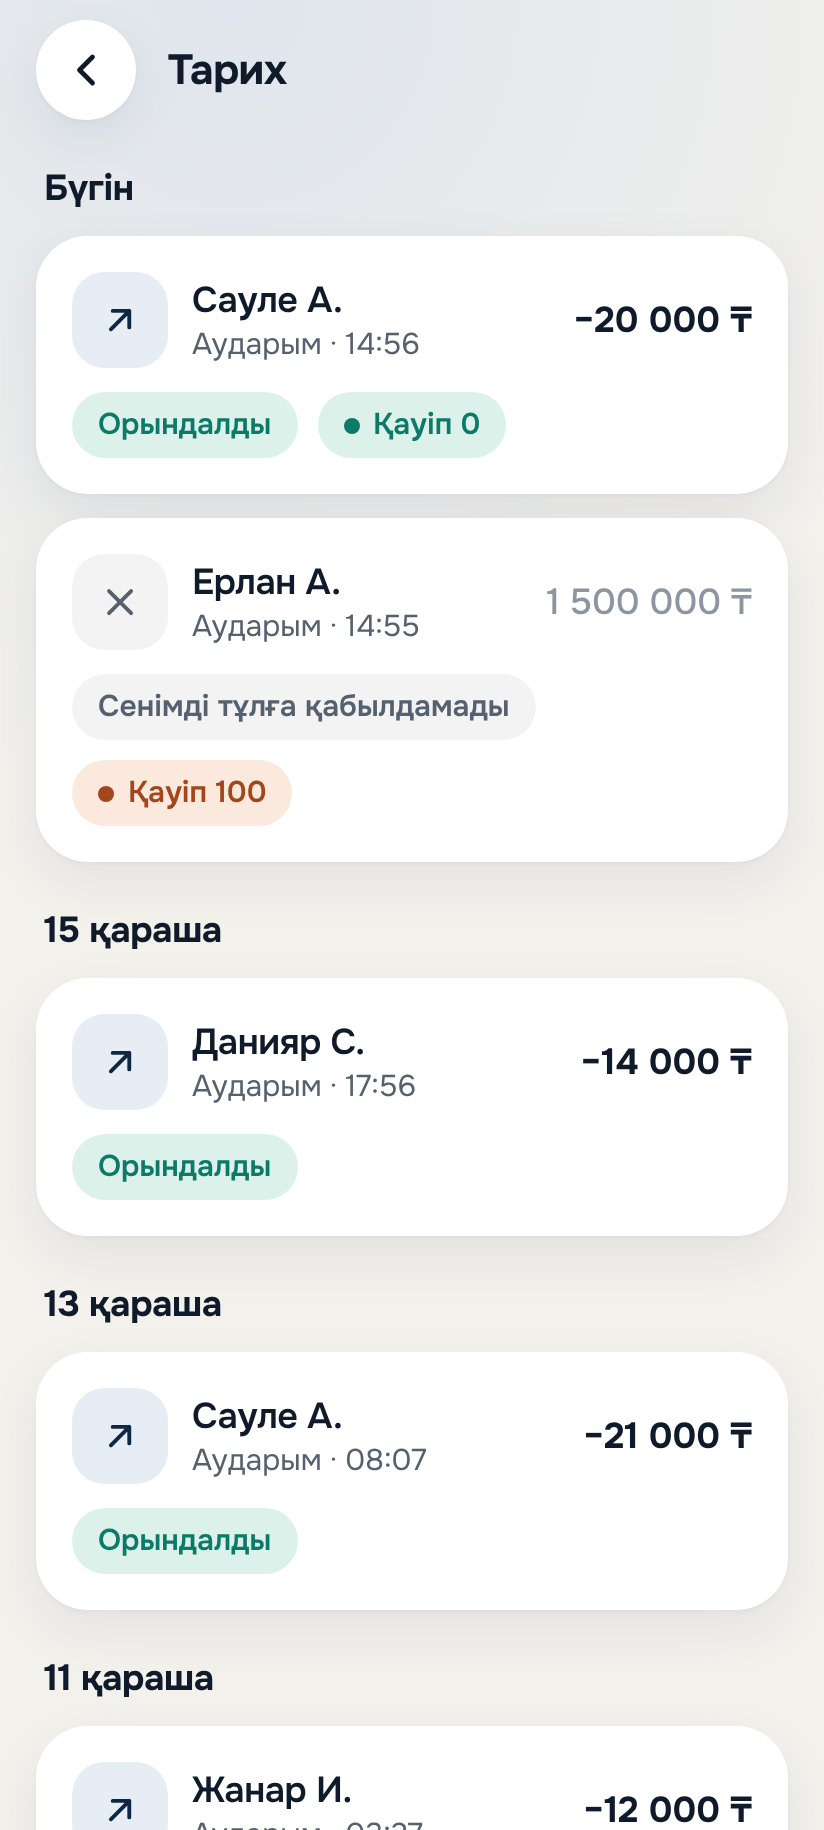 Тарих
Бүгін
Сауле А.
−20 000 ₸
Аударым · 14:56
Орындалды
Қауіп 0
Ерлан А.
1 500 000 ₸
Аударым · 14:55
Сенімді тұлға қабылдамады
Қауіп 100
15 қараша
Данияр С.
−14 000 ₸
Аударым · 17:56
Орындалды
13 қараша
Сауле А.
−21 000 ₸
Аударым · 08:07
Орындалды
11 қараша
Жанар И.
−12 000 ₸
Аударым